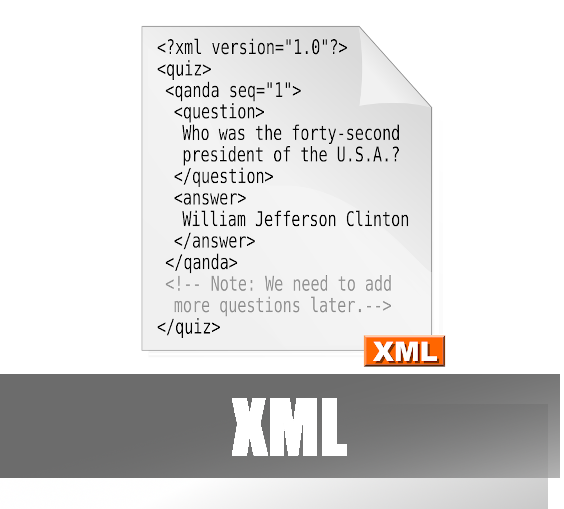 <?xml version="1.0"?>
<quiz>
<qanda seq="1">
<question>
Who was the forty-second
president of the U.S.A.?
</question>
<answer>
William Jefferson Clinton
</answer>
</qanda>
<!-- Note: We need to add
more questions later.-->
</quiz>
XML
XML